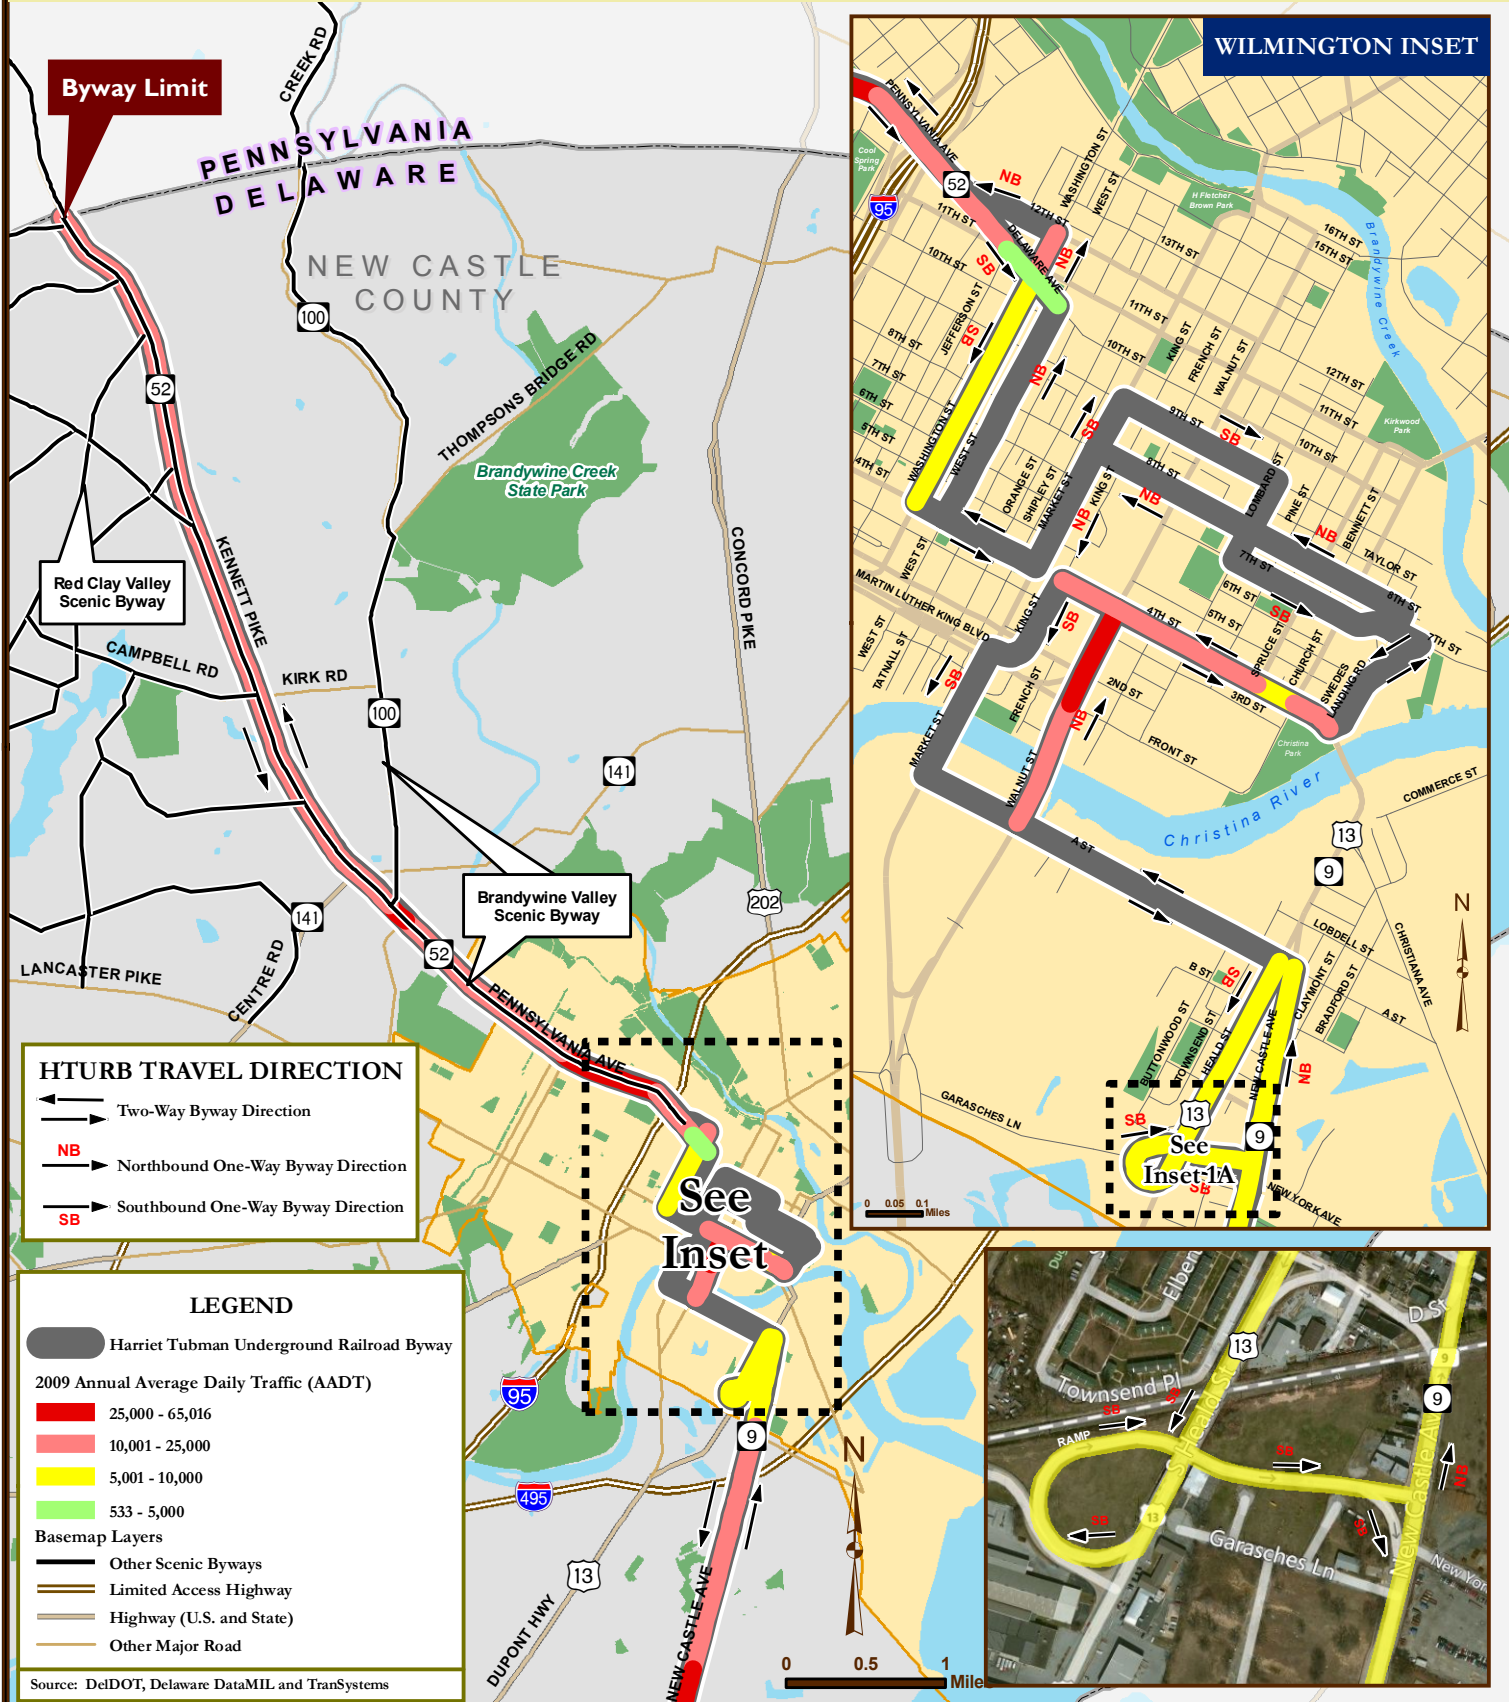 Byway Limit
CREEK RD
PENNSYLVANIA
DELAWARE
NEW CASTLE
COUNTY
100
52
THOMPSONS BRIDGE RD
Brandywine Creek
State Park
CONCORD PIKE
KENNETT PIKE
Red Clay Valley
Scenic Byway
CAMPBELL RD
KIRK RD
100
141
Brandywine Valley
Scenic Byway
202
141
52
LANCASTER PIKE
CENTRE RD
PENNSYLVANIA AVE
See
Inset
95
9
495
13
DUPONT HWY
NEW CASTLE AVE
N
0 0.5 1
Miles
HTURB TRAVEL DIRECTION
Two-Way Byway Direction
NB
Northbound One-Way Byway Direction
Southbound One-Way Byway Direction
SB
LEGEND
Harriet Tubman Underground Railroad Byway
2009 Annual Average Daily Traffic (AADT)
25,000 - 65,016
10,001 - 25,000
5,001 - 10,000
533 - 5,000
Basemap Layers
Other Scenic Byways
Limited Access Highway
Highway (U.S. and State)
Other Major Road
Source: DelDOT, Delaware DataMIL and TranSystems
WILMINGTON INSET
PENNSYLVANIA AVE
Cool
Spring
Park
95
52
NB
WASHINGTON ST
WEST ST
H Fletcher
Brown Park
11TH ST
12TH ST
DELAWARE AVE
10TH ST
SB
NB
13TH ST
16TH ST
15TH ST
Brandywine Creek
JEFFERSON ST
SB
8TH ST
7TH ST
6TH ST
5TH ST
4TH ST
11TH ST
10TH ST
KING ST
FRENCH ST
WALNUT ST
12TH ST
11TH ST
10TH ST
Kirkwood
Park
NB
WASHINGTON ST
WEST ST
SB
9TH ST
SB
8TH ST
ORANGE ST
SHIPLEY ST
MARKET ST
KING ST
NB
NB
LOMBARD ST
PINE ST
BENNETT ST
NB
TAYLOR ST
7TH ST
6TH ST
5TH ST
SB
8TH ST
7TH ST
WEST ST
MARTIN LUTHER KING BLVD
KING ST
SB
4TH ST
SPRUCE ST
CHURCH ST
SWEDES
LANDING RD
WEST ST
TATNALL ST
SB
FRENCH ST
2ND ST
3RD ST
NB
MARKET ST
WALNUT ST
FRONT ST
Christina
Park
Christina River
COMMERCE ST
13
9
A ST
LOBDELL ST
CHRISTIANA AVE
N
B ST
SB
CLAYMONT ST
BRADFORD ST
A ST
BUTTONWOOD ST
TOWNSEND ST
HEALD ST
NEW CASTLE AVE
NB
GARASCHES LN
SB
13
9
See
Inset 1A
SB
NEW YORK AVE
0 0.05 0.1
Miles
Elben
D St
13
9
9
Townsend Pl
SB
SB
RAMP
S Heald St
SB
NB
SB
13
SB
Garasches Ln
New Castle Av
New Yor